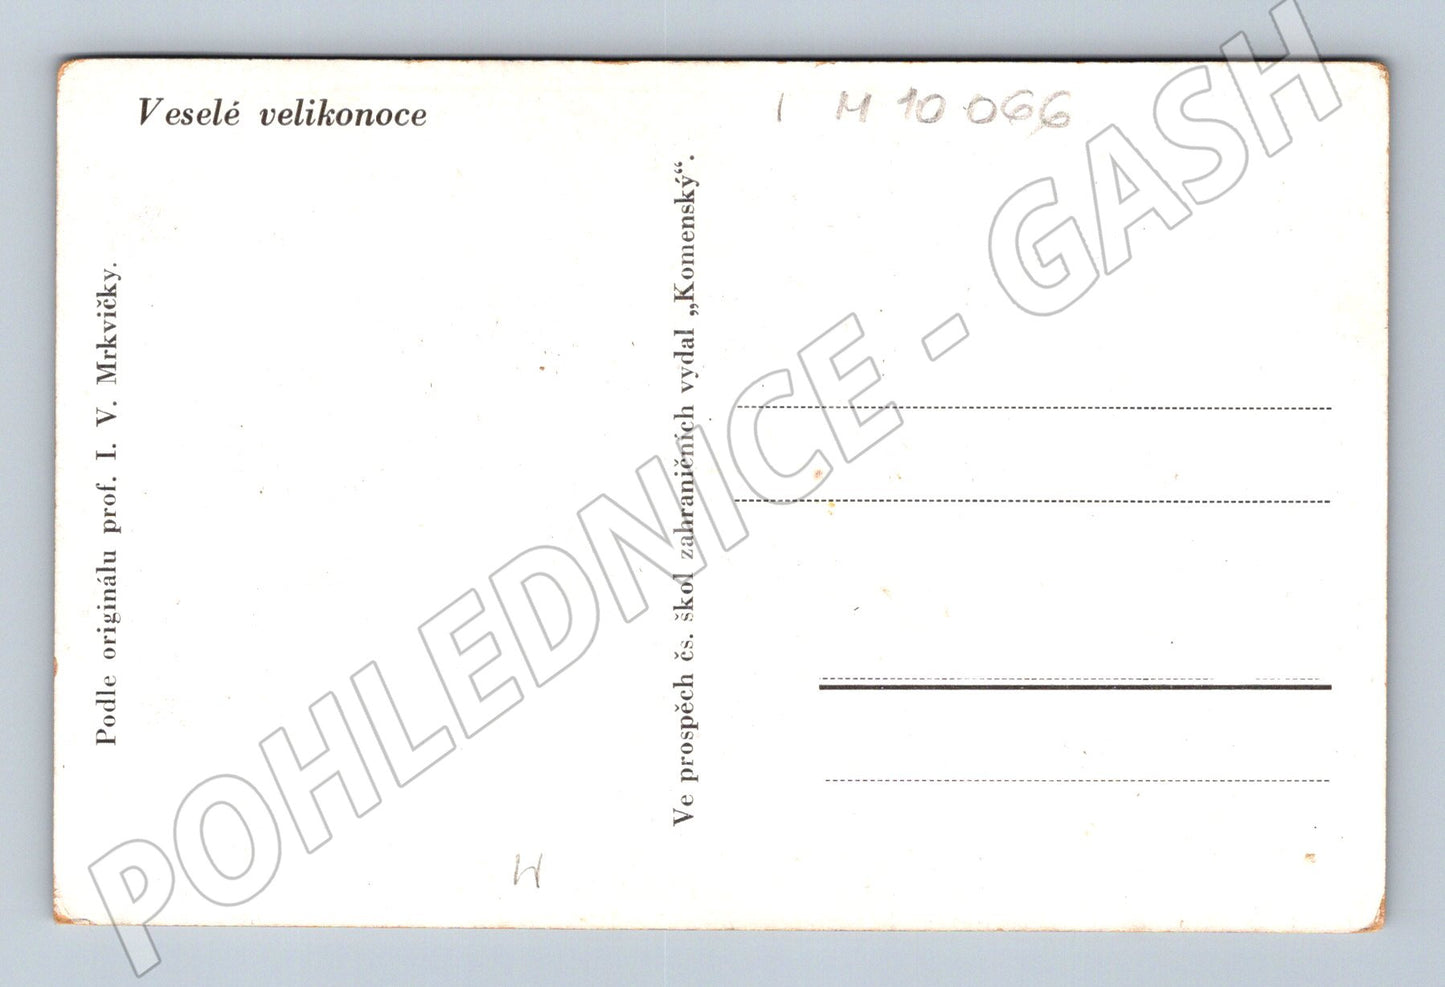 Veselé velikonoce
I H 10 066
Podle originálu prof. I. V. Mrkvičky.
Ve prospěch čs. škol zahraničních vydal „Komenský“.
POHLEDNICE - GASH